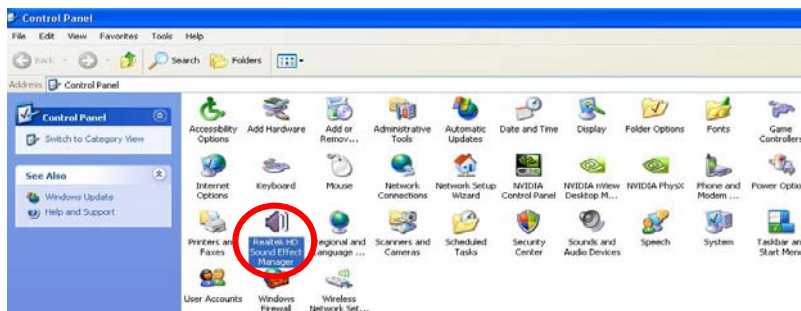 Control Panel
File Edit View Favorites Tools Help
Back Search Folders
Address Control Panel
Control Panel
Switch to Category View
See Also
Windows Update
Help and Support
Accessibility Options
Add Hardware
Add or Remov...
Administrative Tools
Automatic Updates
Date and Time
Display
Folder Options
Fonts
Game Controllers
Internet Options
Keyboard
Mouse
Network Connections
Network Setup Wizard
NVIDIA Control Panel
NVIDIA nView Desktop M...
NVIDIA PhysX
Phone and Modem ...
Power Optio
Printers an Faxes
Realtek HD Sound Effect Manager
egional and anguage ...
Scanners and Cameras
Scheduled Tasks
Security Center
Sounds and Audio Devices
Speech
System
Taskbar an Start Menu
User Accounts
Windows Firewall
Wireless Network Set...